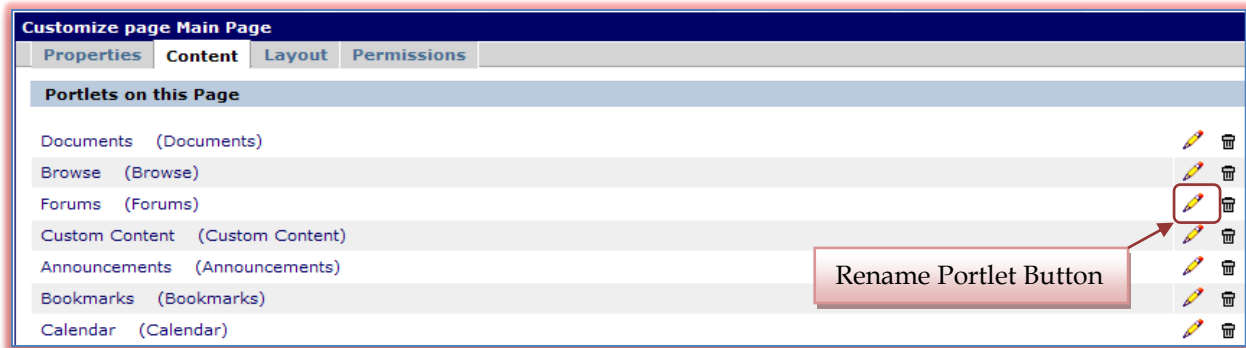 Customize page Main Page
Properties Content Layout Permissions
Portlets on this Page
Documents (Documents)
Browse (Browse)
Forums (Forums)
Custom Content (Custom Content)
Announcements (Announcements)
Rename Portlet Button
Bookmarks (Bookmarks)
Calendar (Calendar)